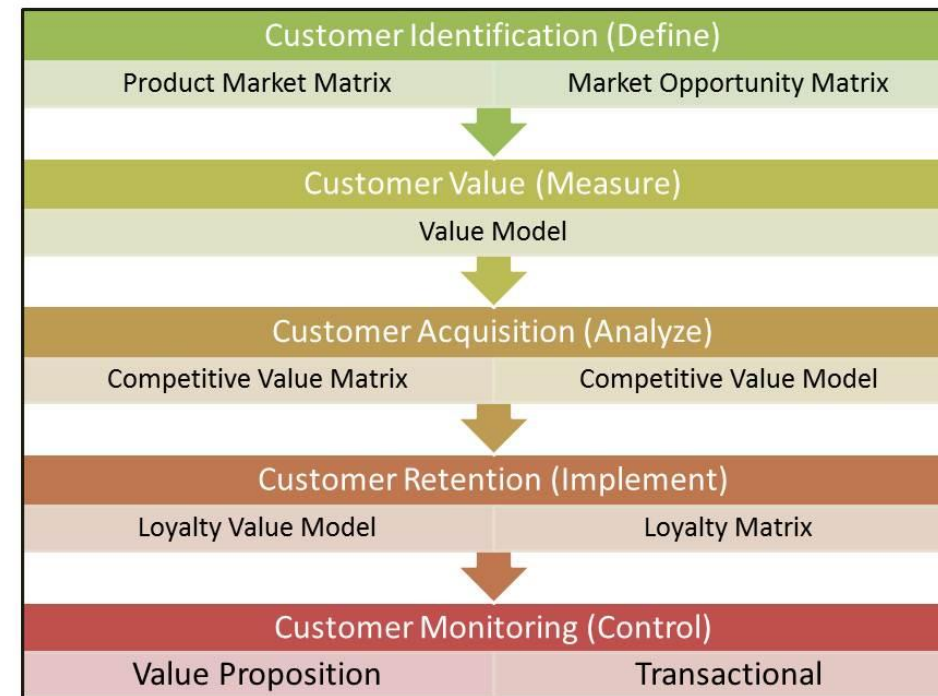 Customer Identification (Define)
Product Market Matrix
Market Opportunity Matrix
Customer Value (Measure)
Value Model
Customer Acquisition (Analyze)
Competitive Value Matrix
Competitive Value Model
Customer Retention (Implement)
Loyalty Value Model
Loyalty Matrix
Customer Monitoring (Control)
Value Proposition
Transactional